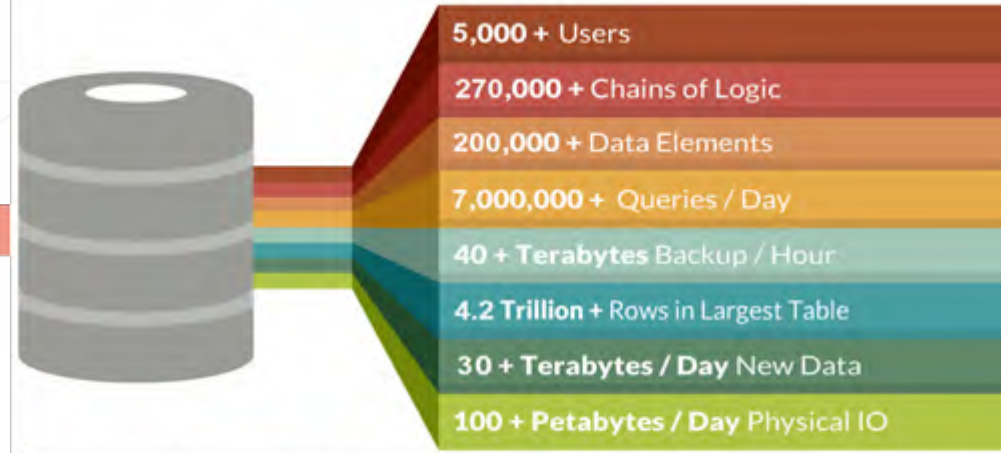 5,000 + Users
270,000 + Chains of Logic
200,000 + Data Elements
7,000,000 + Queries / Day
40 + Terabytes Backup / Hour
4.2 Trillion + Rows in Largest Table
30 + Terabytes / Day New Data
100 + Petabytes / Day Physical IO